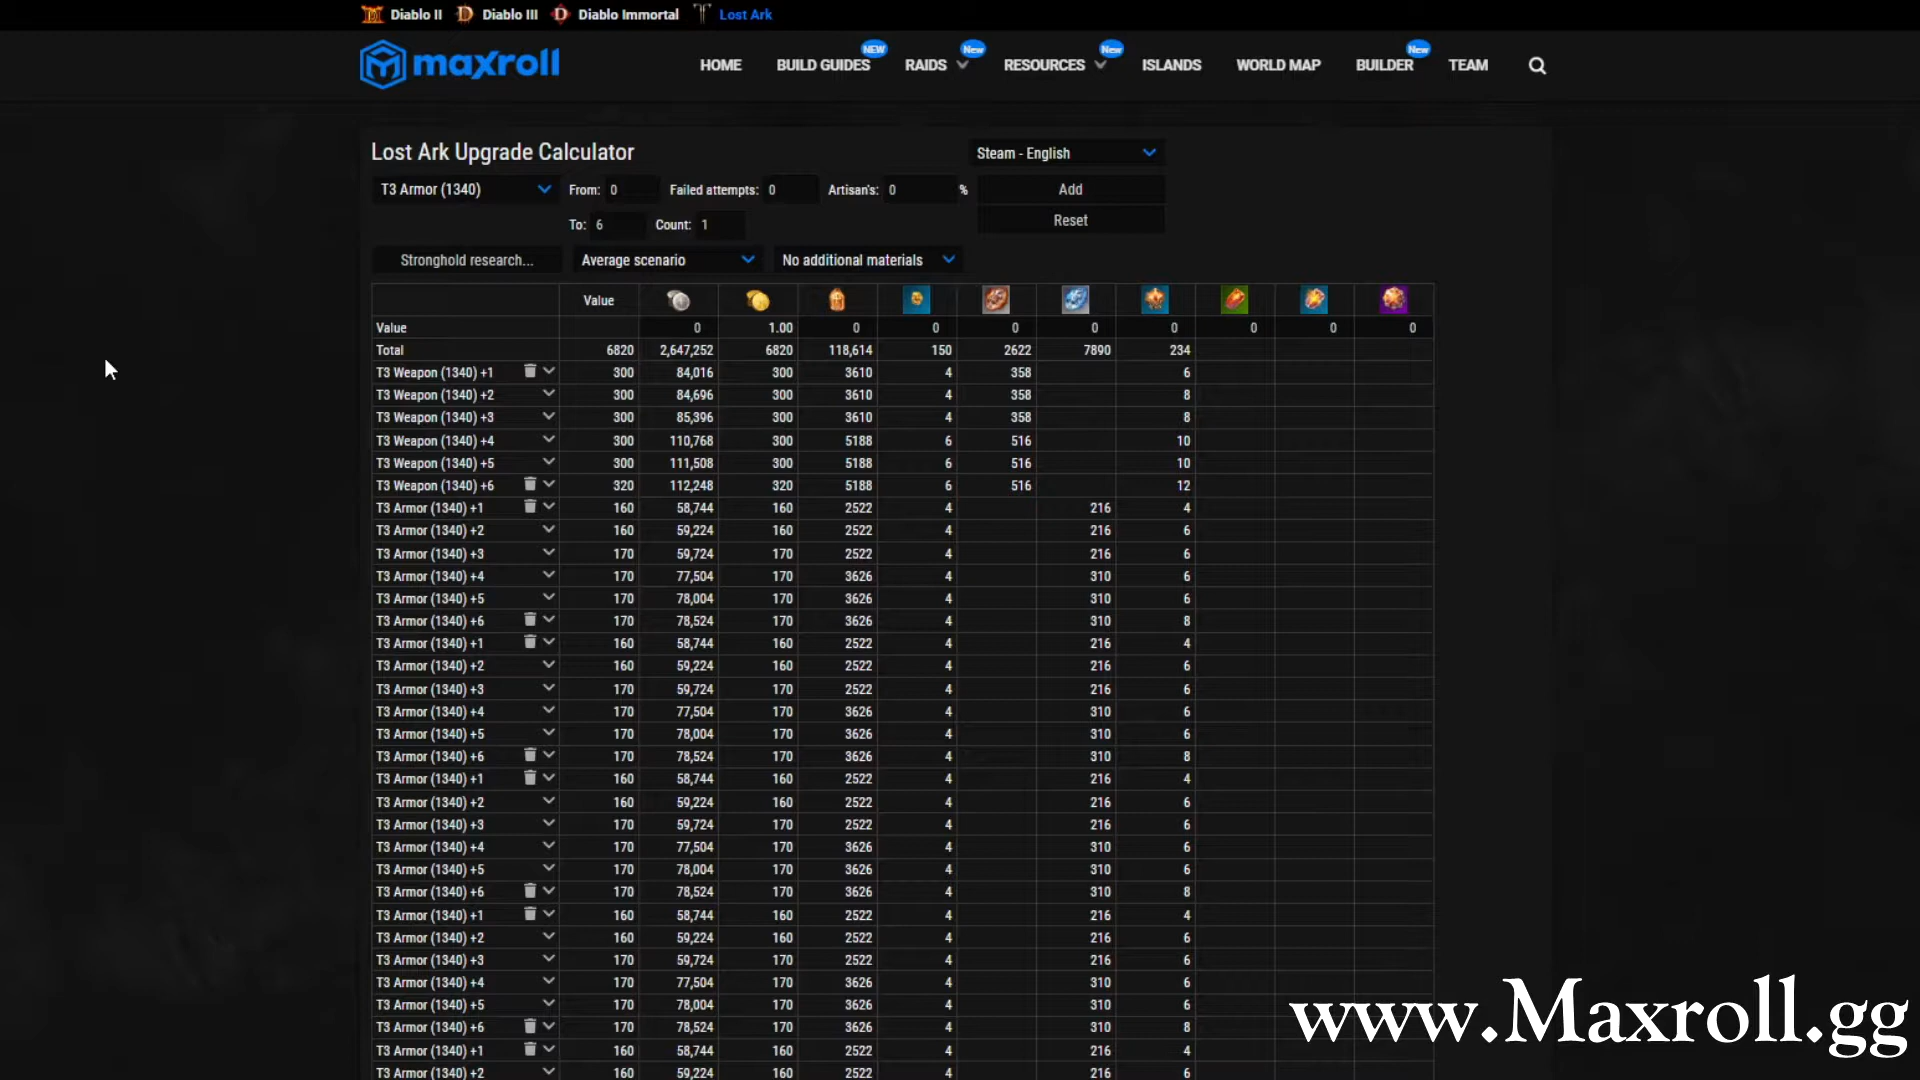 Diablo II Diablo III Diablo Immortal Lost Ark
maxroll HOME BUILD GUIDES NEW RAIDS New RESOURCES New ISLANDS WORLD MAP BUILDER New TEAM
Lost Ark Upgrade Calculator Steam - English
T3 Armor (1340) From: 0 Failed attempts: 0 Artisan's: 0 % Add
To: 6 Count: 1 Reset
Stronghold research... Average scenario No additional materials
Value
Value 0 1.00 0 0 0 0 0 0 0 0
Total 6820 2,647,252 6820 118,614 150 2622 7890 234
T3 Weapon (1340) +1 300 84,016 300 3610 4 358 6
T3 Weapon (1340) +2 300 84,696 300 3610 4 358 8
T3 Weapon (1340) +3 300 85,396 300 3610 4 358 8
T3 Weapon (1340) +4 300 110,768 300 5188 6 516 10
T3 Weapon (1340) +5 300 111,508 300 5188 6 516 10
T3 Weapon (1340) +6 320 112,248 320 5188 6 516 12
T3 Armor (1340) +1 160 58,744 160 2522 4 216 4
T3 Armor (1340) +2 160 59,224 160 2522 4 216 6
T3 Armor (1340) +3 170 59,724 170 2522 4 216 6
T3 Armor (1340) +4 170 77,504 170 3626 4 310 6
T3 Armor (1340) +5 170 78,004 170 3626 4 310 6
T3 Armor (1340) +6 170 78,524 170 3626 4 310 8
T3 Armor (1340) +1 160 58,744 160 2522 4 216 4
T3 Armor (1340) +2 160 59,224 160 2522 4 216 6
T3 Armor (1340) +3 170 59,724 170 2522 4 216 6
T3 Armor (1340) +4 170 77,504 170 3626 4 310 6
T3 Armor (1340) +5 170 78,004 170 3626 4 310 6
T3 Armor (1340) +6 170 78,524 170 3626 4 310 8
T3 Armor (1340) +1 160 58,744 160 2522 4 216 4
T3 Armor (1340) +2 160 59,224 160 2522 4 216 6
T3 Armor (1340) +3 170 59,724 170 2522 4 216 6
T3 Armor (1340) +4 170 77,504 170 3626 4 310 6
T3 Armor (1340) +5 170 78,004 170 3626 4 310 6
T3 Armor (1340) +6 170 78,524 170 3626 4 310 8
T3 Armor (1340) +1 160 58,744 160 2522 4 216 4
T3 Armor (1340) +2 160 59,224 160 2522 4 216 6
T3 Armor (1340) +3 170 59,724 170 2522 4 216 6
T3 Armor (1340) +4 170 77,504 170 3626 4 310 6
T3 Armor (1340) +5 170 78,004 170 3626 4 310 6
T3 Armor (1340) +6 170 78,524 170 3626 4 310 8
T3 Armor (1340) +1 160 58,744 160 2522 4 216 4
T3 Armor (1340) +2 160 59,224 160 2522 4 216 6
www.Maxroll.gg